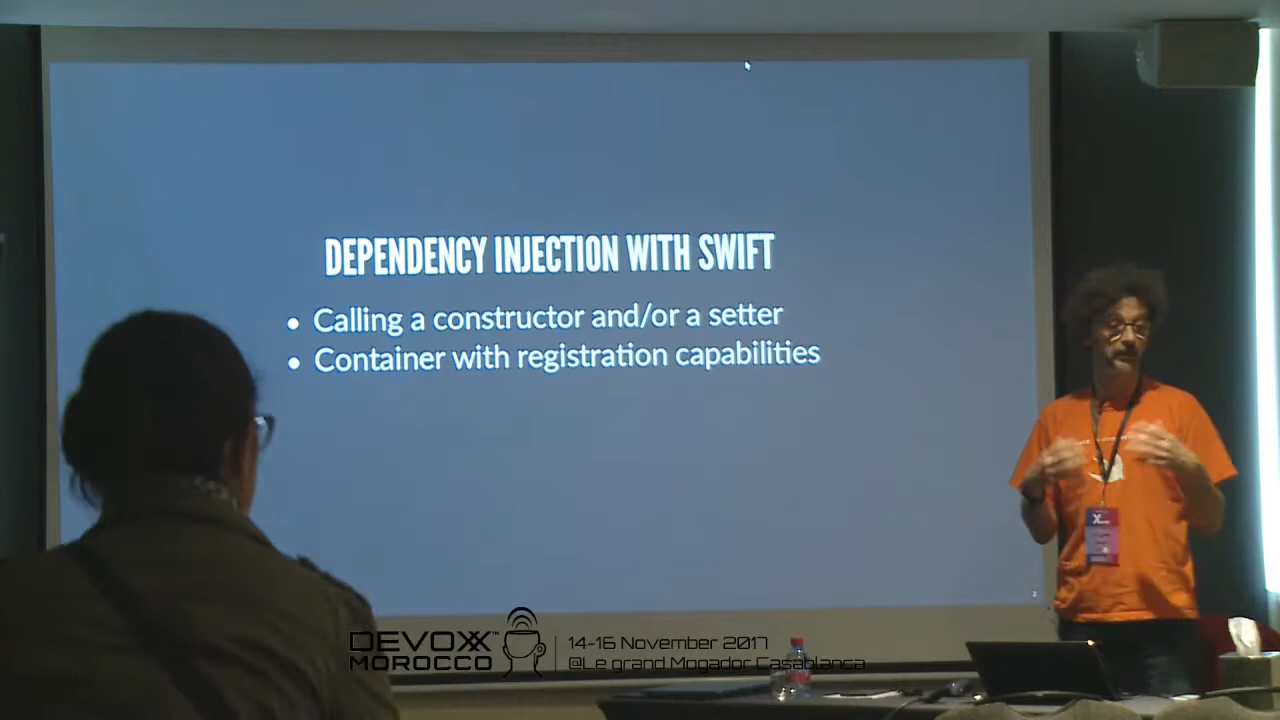 DEPENDENCY INJECTION WITH SWIFT
• Calling a constructor and/or a setter
• Container with registration capabilities
DEVOXX™
MOROCCO
14-16 November 2017
@Le grand Mogador Casablanca